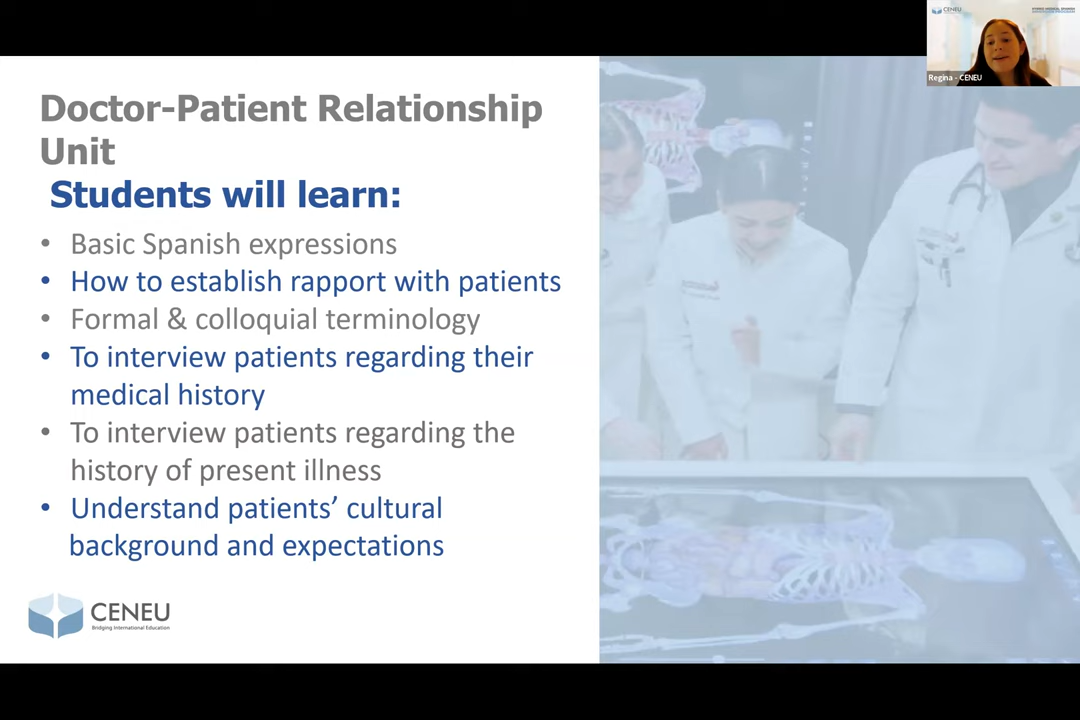 CENEU
Regina - CENEU
Doctor-Patient Relationship
Unit
Students will learn:
• Basic Spanish expressions
• How to establish rapport with patients
• Formal & colloquial terminology
• To interview patients regarding their
medical history
• To interview patients regarding the
history of present illness
• Understand patients’ cultural
background and expectations
CENEU
Bridging International Education